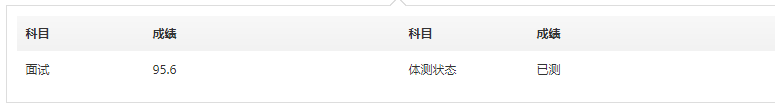 科目 成绩 科目 成绩
面试 95.6 体测状态 已测